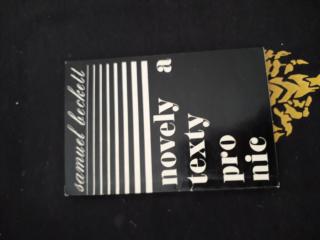 samuel beckett
novely a
texty
pro
nic